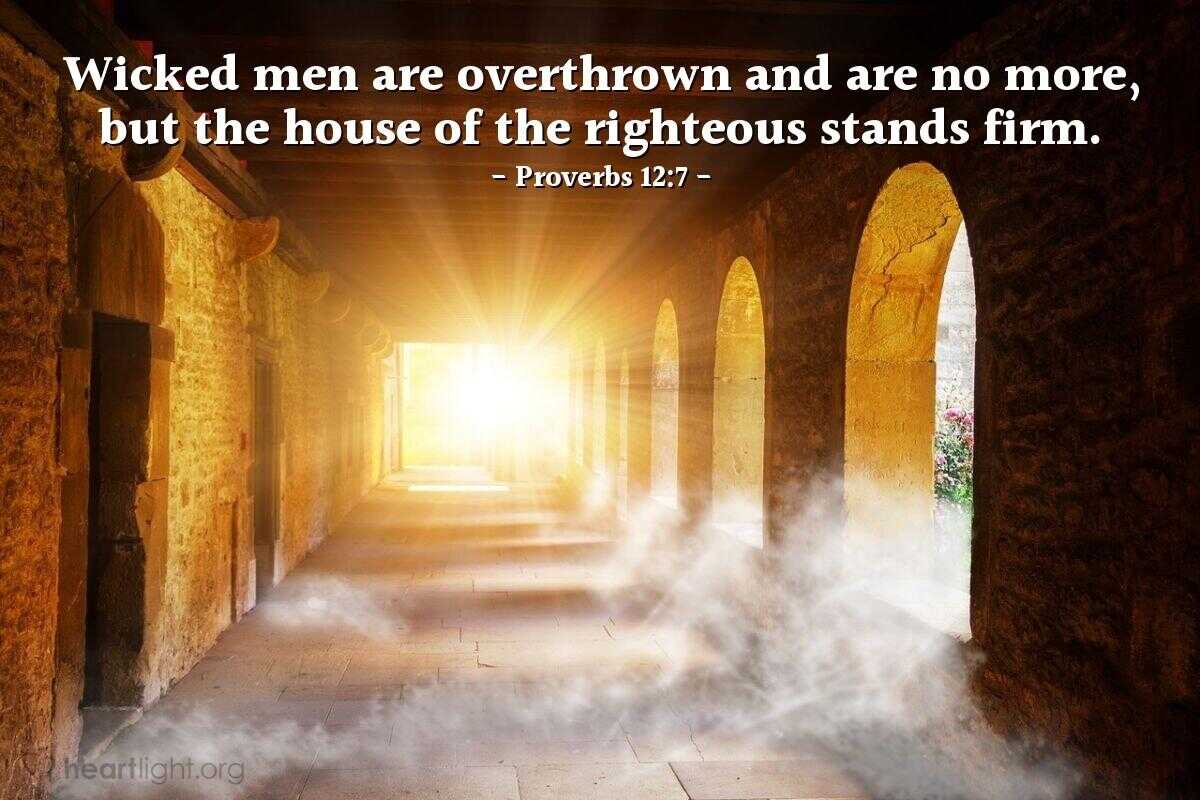 Wicked men are overthrown and are no more,
but the house of the righteous stands firm.
- Proverbs 12:7 -
heartlight.org